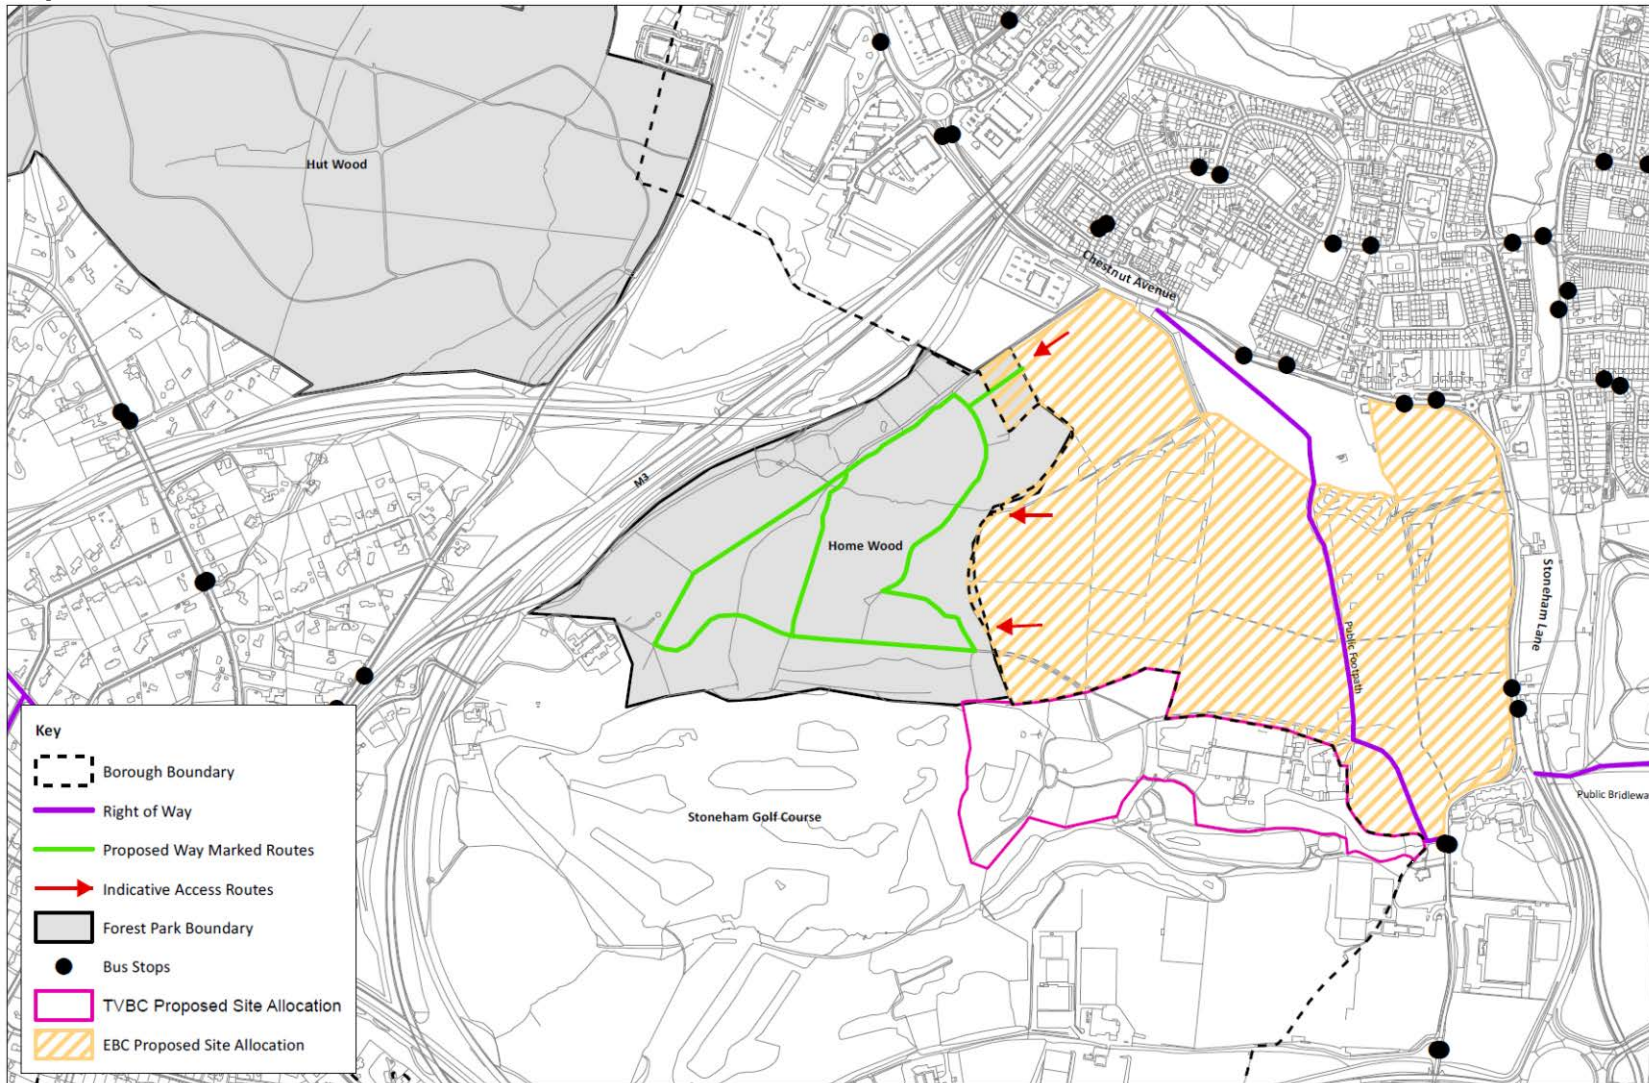 Hut Wood
Chestnut Avenue
M3
Home Wood
Stoneham Lane
Public Footpath
Public Bridlewa
Stoneham Golf Course
Key
Borough Boundary
Right of Way
Proposed Way Marked Routes
Indicative Access Routes
Forest Park Boundary
Bus Stops
TVBC Proposed Site Allocation
EBC Proposed Site Allocation